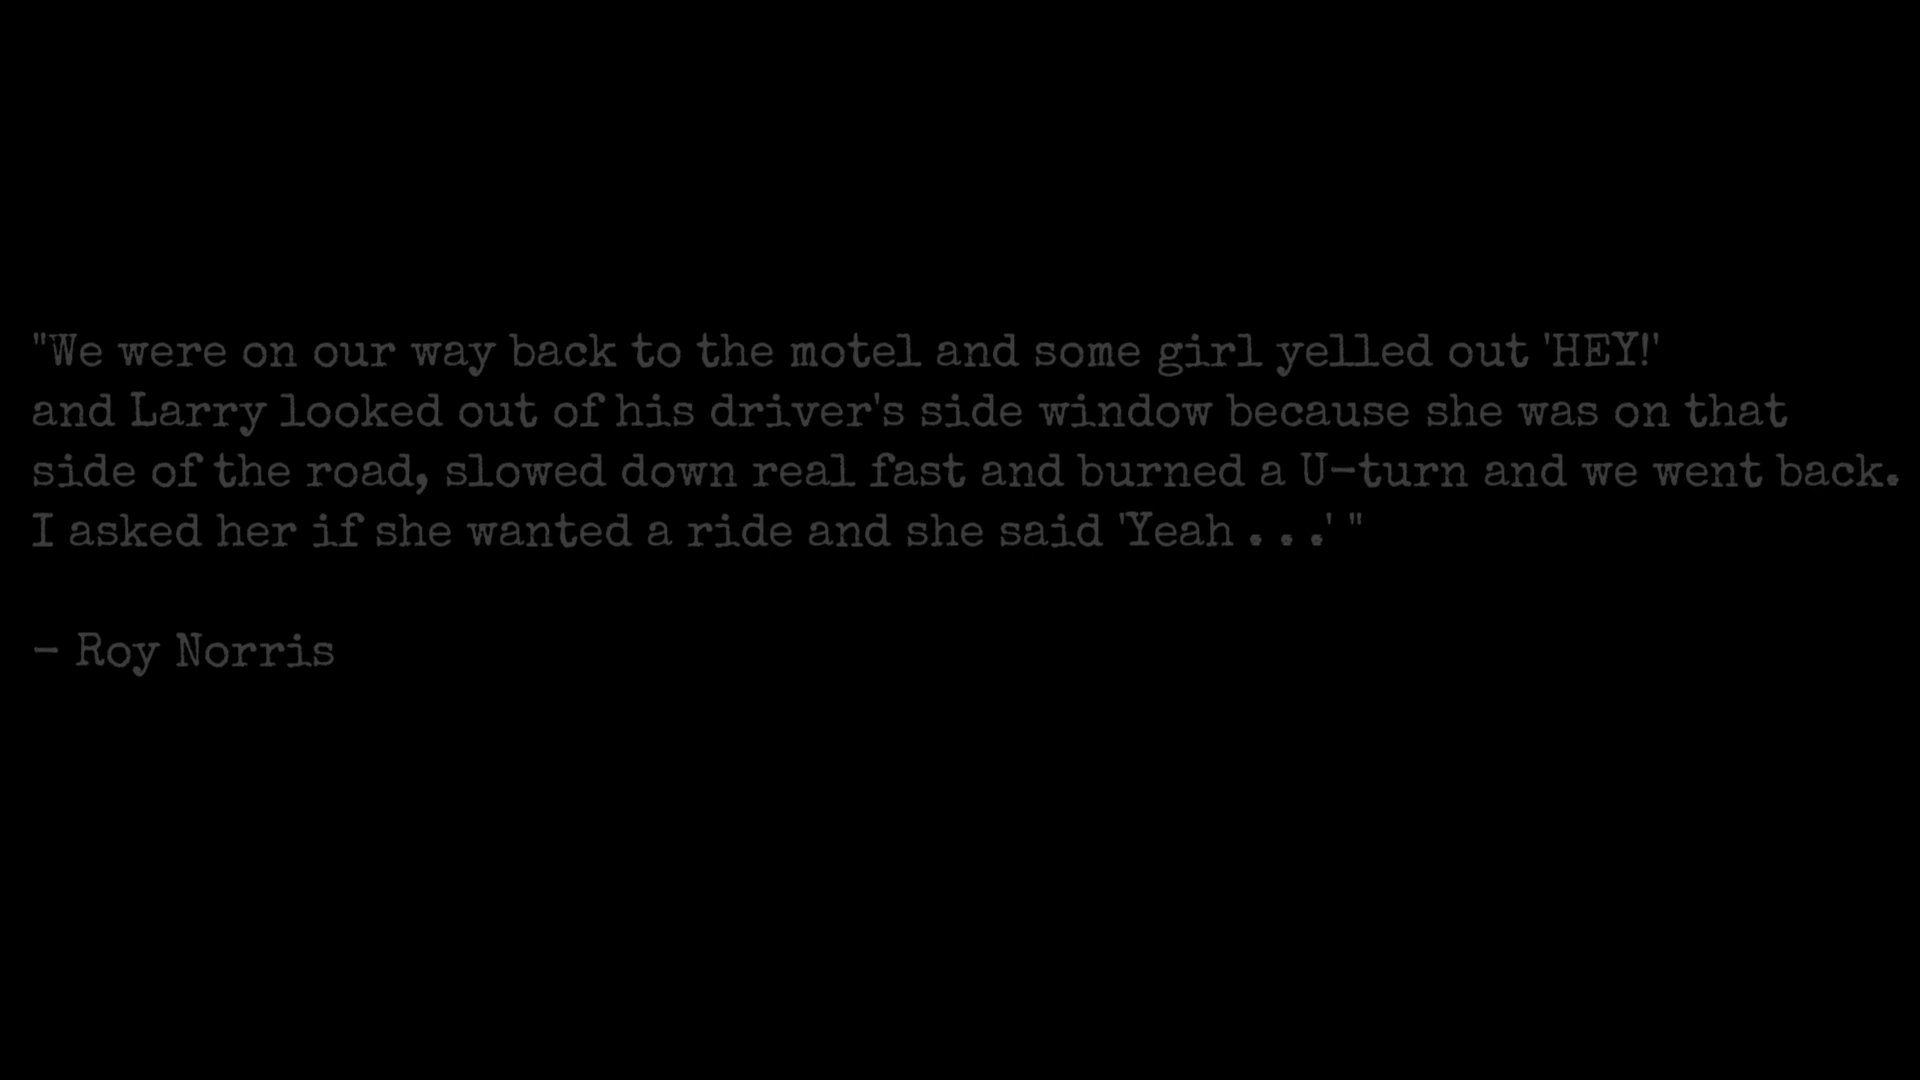 "We were on our way back to the motel and some girl yelled out 'HEY!'
and Larry looked out of his driver's side window because she was on that
side of the road, slowed down real fast and burned a U-turn and we went back.
I asked her if she wanted a ride and she said 'Yeah . . .' "
- Roy Norris